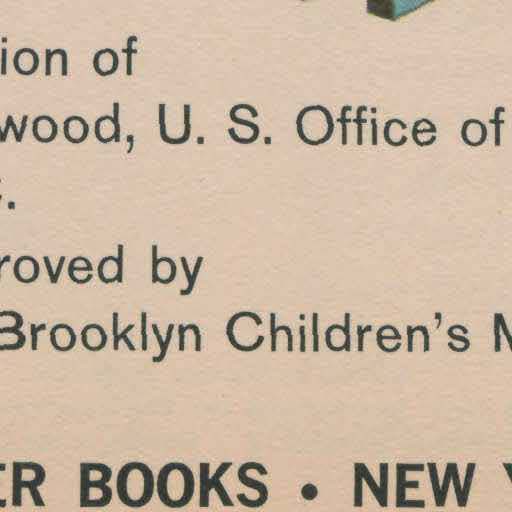 ion of
wood, U. S. Office of
.
roved by
Brooklyn Children's M
ER BOOKS • NEW